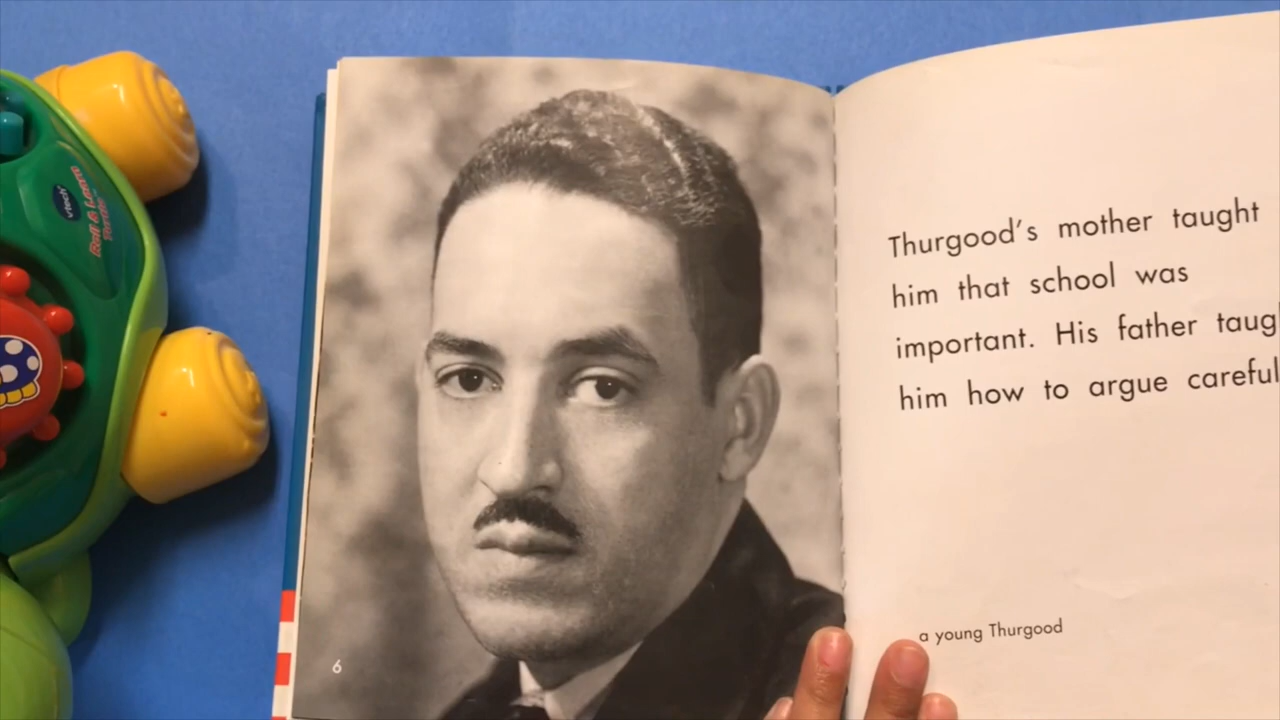 vtech
Roll & Learn
Turtle
6
Thurgood's mother taught
him that school was
important. His father taug
him how to argue careful
a young Thurgood